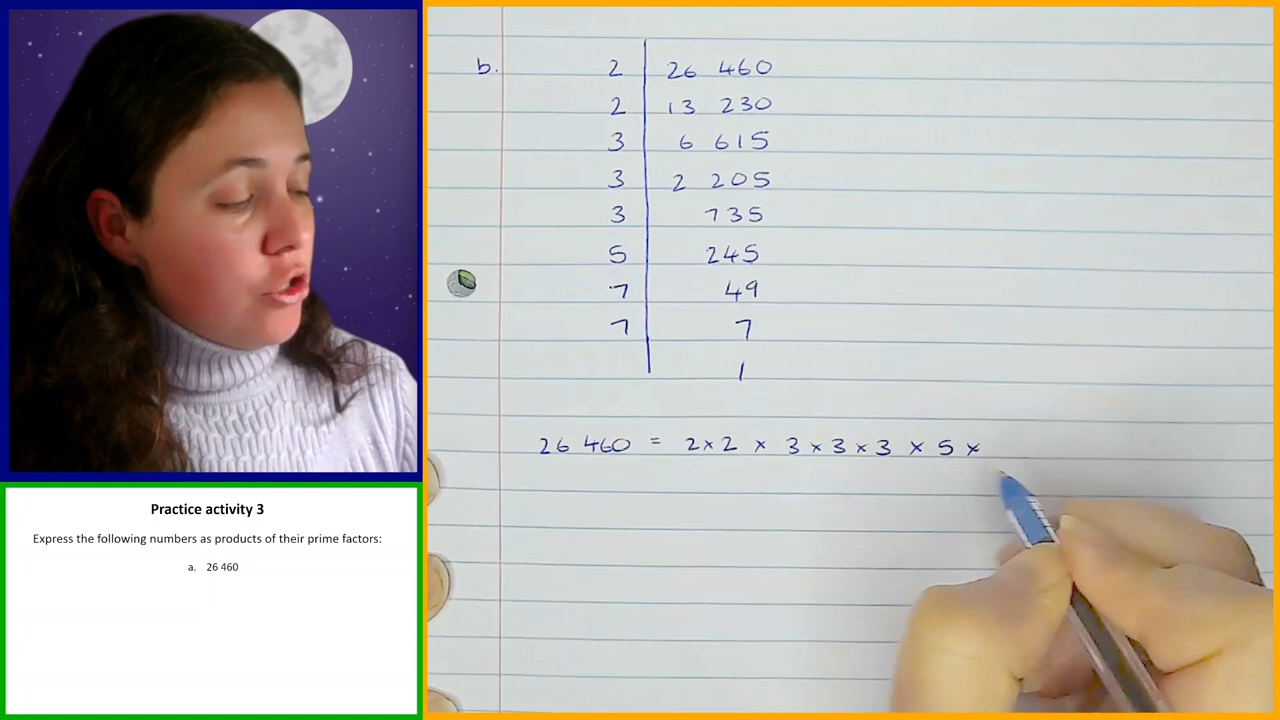 b. 2 | 26 460
2 | 13 230
3 | 6 615
3 | 2 205
3 | 735
5 | 245
7 | 49
7 | 7
1
26 460 = 2 × 2 × 3 × 3 × 3 × 5 ×
Practice activity 3
Express the following numbers as products of their prime factors:
a. 26 460